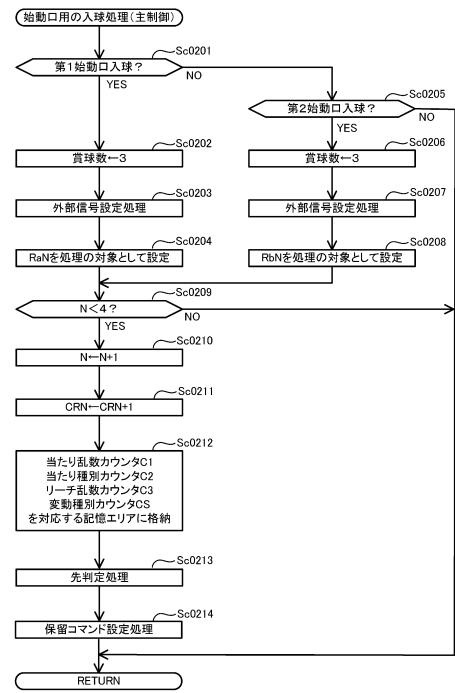 始動口用の入球処理(主制御)
Sc0201
第1始動口入球?
NO
YES
Sc0205
第2始動口入球?
NO
YES
Sc0202
賞球数←3
Sc0206
賞球数←3
Sc0203
外部信号設定処理
Sc0207
外部信号設定処理
Sc0204
RaNを処理の対象として設定
Sc0208
RbNを処理の対象として設定
Sc0209
N<4?
NO
YES
Sc0210
N←N+1
Sc0211
CRN←CRN+1
Sc0212
当たり乱数カウンタC1
当たり種別カウンタC2
リーチ乱数カウンタC3
変動種別カウンタCS
を対応する記憶エリアに格納
Sc0213
先判定処理
Sc0214
保留コマンド設定処理
RETURN